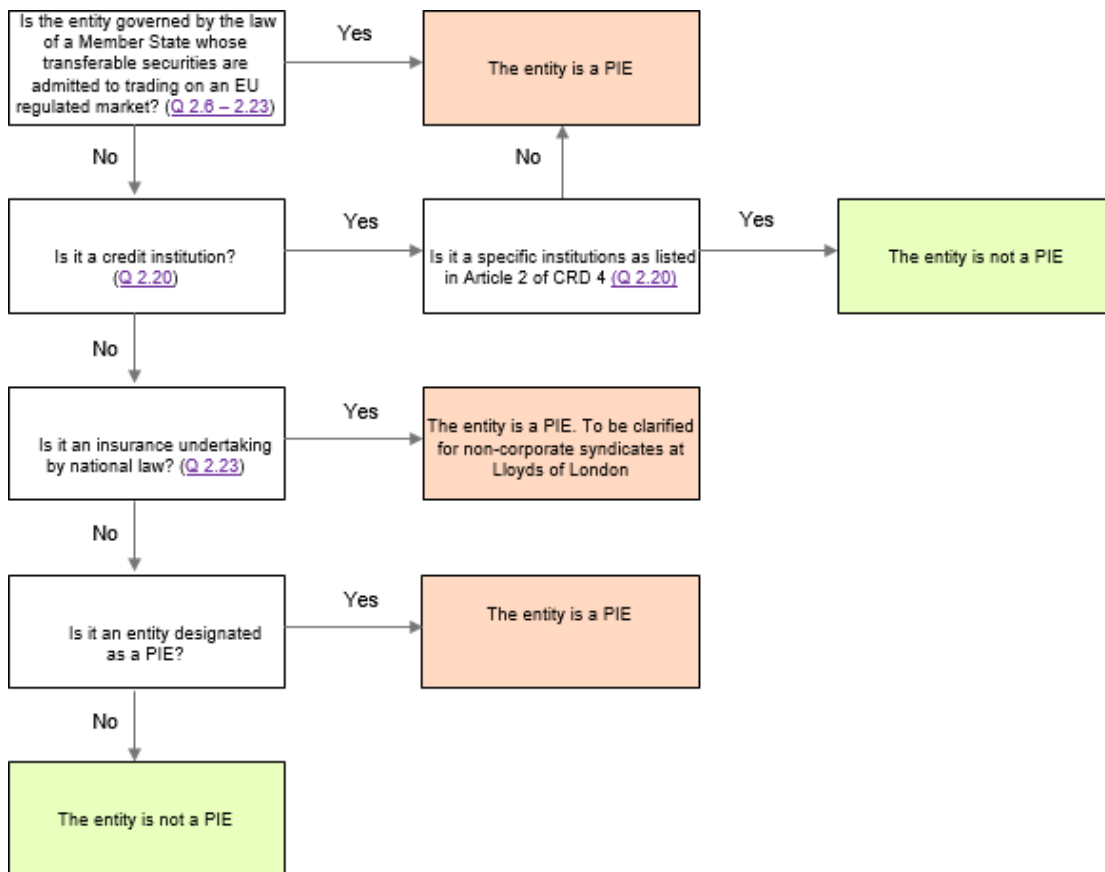 Is the entity governed by the law
of a Member State whose
transferable securities are
admitted to trading on an EU
regulated market? (Q 2.6 – 2.23)
Yes
The entity is a PIE
No
No
Is it a credit institution?
(Q 2.20)
Yes
Is it a specific institutions as listed
in Article 2 of CRD 4 (Q 2.20)
Yes
The entity is not a PIE
No
Is it an insurance undertaking
by national law? (Q 2.23)
Yes
The entity is a PIE. To be clarified
for non-corporate syndicates at
Lloyds of London
No
Is it an entity designated
as a PIE?
Yes
The entity is a PIE
No
The entity is not a PIE